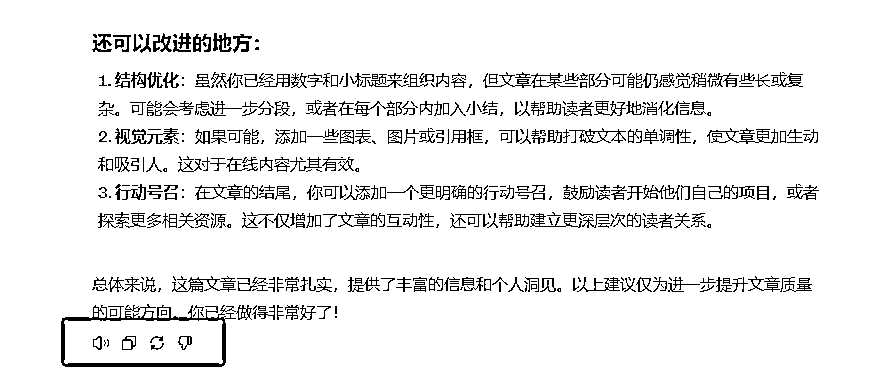 还可以改进的地方：
1. 结构优化：虽然你已经用数字和小标题来组织内容，但文章在某些部分可能仍感觉稍微有些长或复
杂。可能会考虑进一步分段，或者在每个部分内加入小结，以帮助读者更好地消化信息。
2. 视觉元素：如果可能，添加一些图表、图片或引用框，可以帮助打破文本的单调性，使文章更加生动
和吸引人。这对于在线内容尤其有效。
3. 行动号召：在文章的结尾，你可以添加一个更明确的行动号召，鼓励读者开始他们自己的项目，或者
探索更多相关资源。这不仅增加了文章的互动性，还可以帮助建立更深层次的读者关系。
总体来说，这篇文章已经非常扎实，提供了丰富的信息和个人洞见。以上建议仅为进一步提升文章质量
的可能方向，你已经做得非常好了！